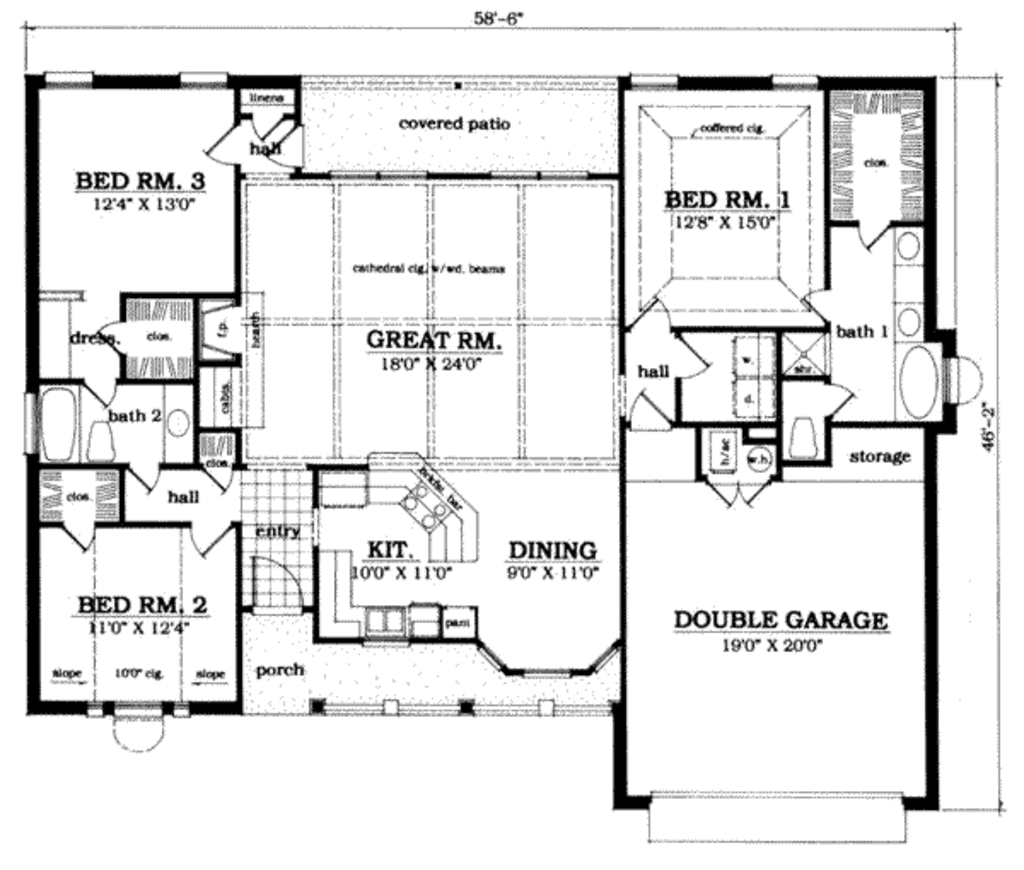 58'-6"
linens
covered patio
hall
BED RM. 3
12'4" X 13'0"
coffered clg.
clos.
BED RM. 1
12'8" X 15'0"
cathedral clg. w/wd. beams
GREAT RM.
18'0" X 24'0"
f.p.
hearth
dress.
clos.
bath 1
hall
w.
d.
shr.
cabts.
bath 2
46'-2"
clos.
clos.
hall
h/ac
w.h.
storage
brkfst. bar
entry
KIT.
10'0" X 11'0"
DINING
9'0" X 11'0"
BED RM. 2
11'0" X 12'4"
pant
DOUBLE GARAGE
19'0" X 20'0"
slope
10'0" clg.
slope
porch